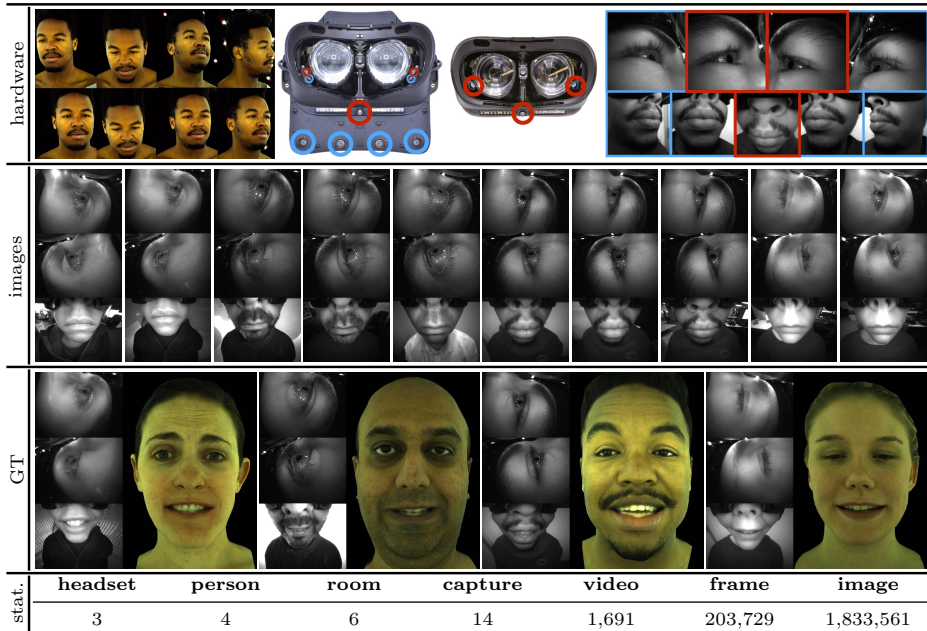 hardware
images
GT
stat.
headset person room capture video frame image
3 4 6 14 1,691 203,729 1,833,561